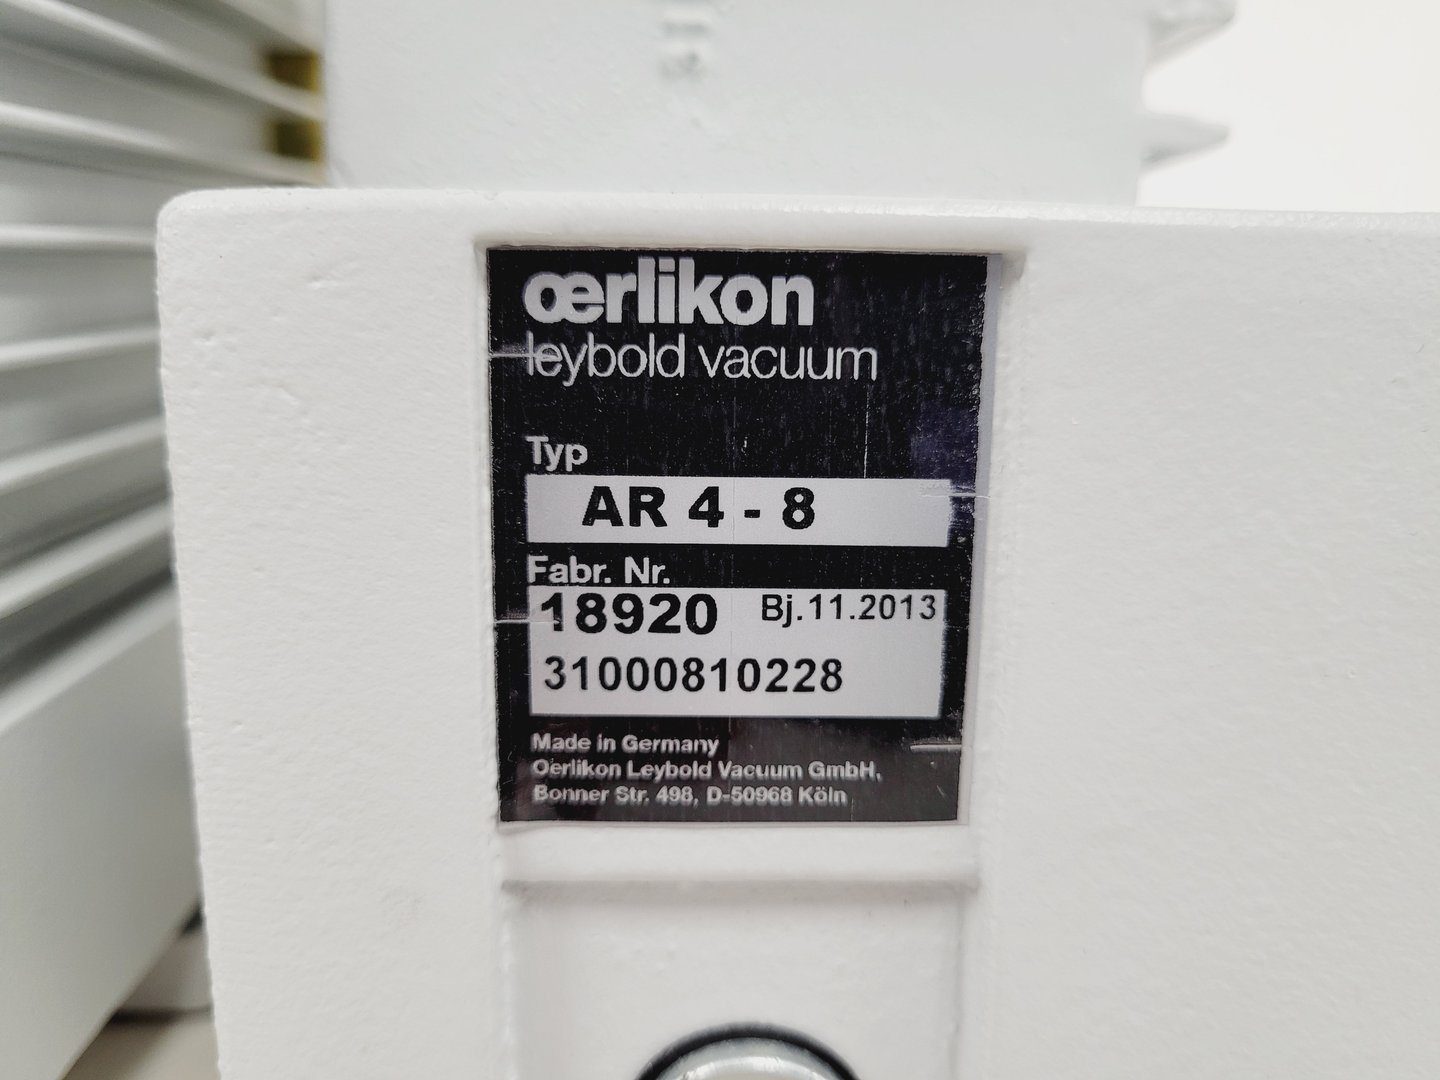 œrlikon
leybold vacuum
Typ
AR 4 - 8
Fabr. Nr.
18920 Bj.11.2013
31000810228
Made in Germany
Oerlikon Leybold Vacuum GmbH,
Bonner Str. 498, D-50968 Köln